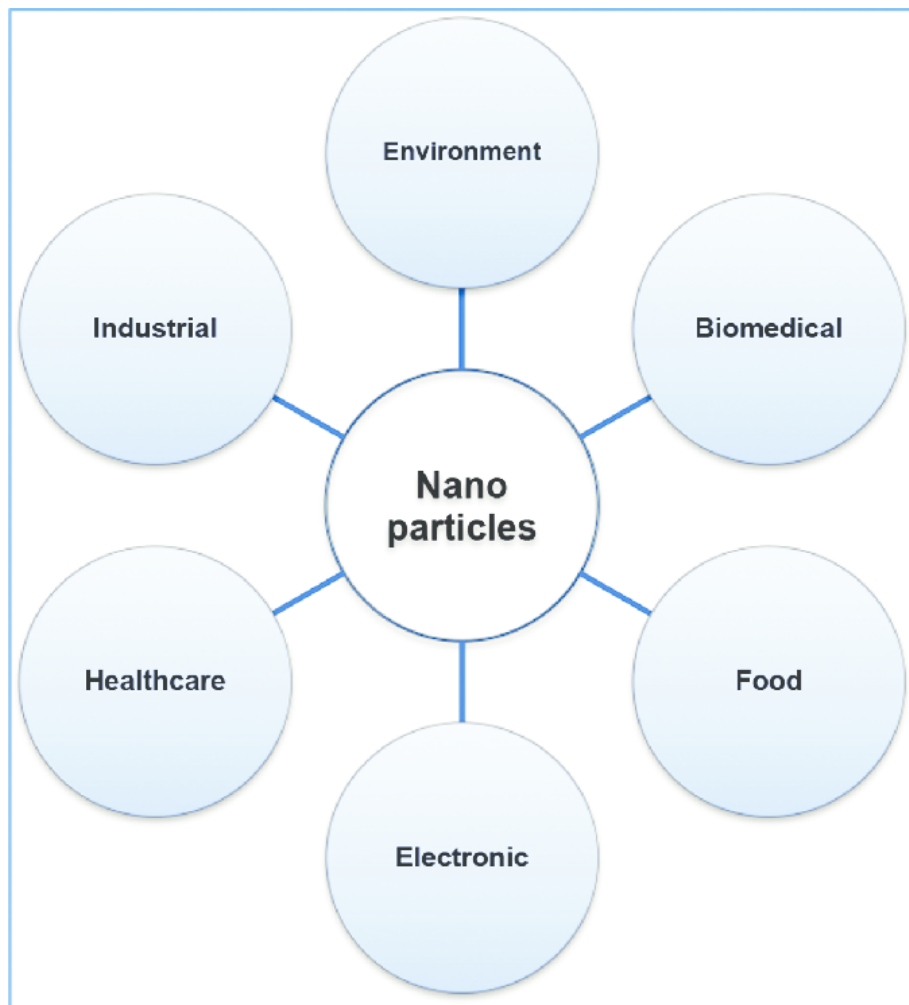 Environment
Industrial
Biomedical
Nano
particles
Healthcare
Food
Electronic